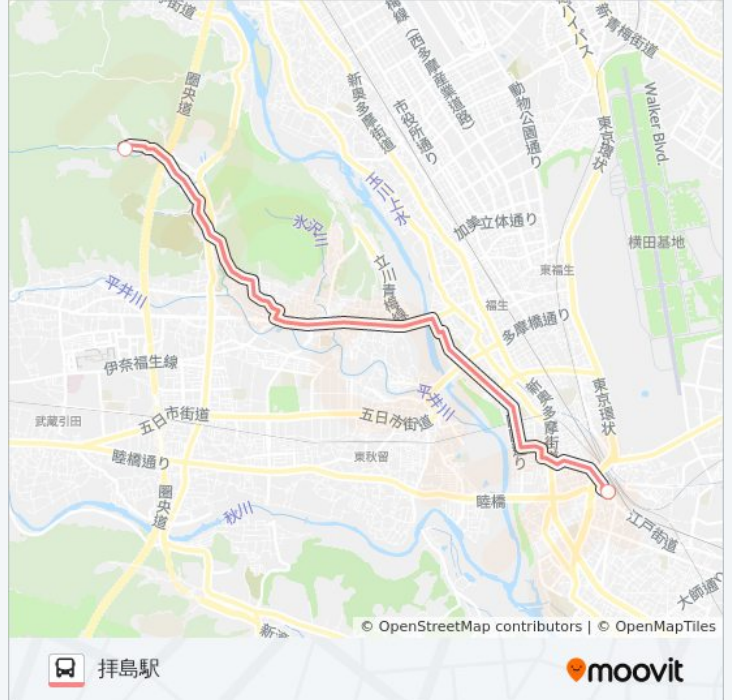 街道
梅線（西多摩産業道路）
バイパス
新青梅街道
圏央道
新奥多摩街道
市役所通り
動物公園通り
東京環状
Walker Blvd.
玉川上水
氷沢川
加美立体通り
横田基地
東福生
平井川
立川青梅線
福生
多摩橋通り
伊奈福生線
平井川
新奥多摩街
東京環状
武蔵引田
五日市街道
五日市街道
り
睦橋通り
東秋留
圏央道
秋川
睦橋
江戸街道
大師通り
© OpenStreetMap contributors | © OpenMapTiles
拝島駅
moovit